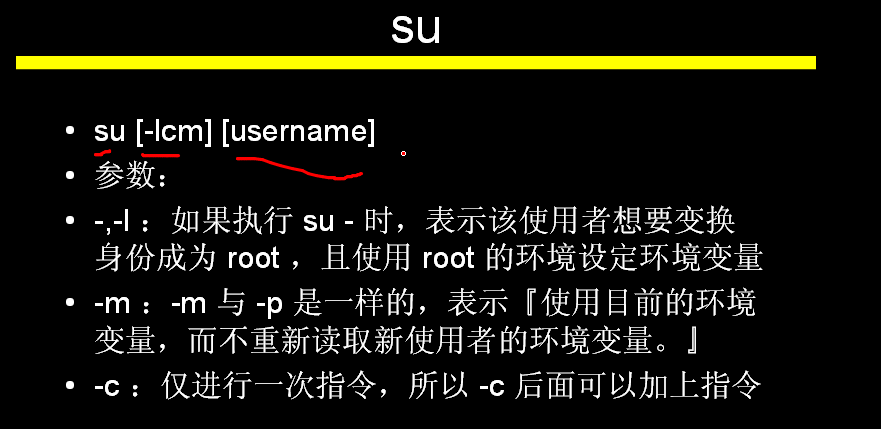 su
• su [-lcm] [username]
• 参数：
• -,-l ：如果执行 su - 时，表示该使用者想要变换
身份成为 root ，且使用 root 的环境设定环境变量
• -m ：-m 与 -p 是一样的，表示『使用目前的环境
变量，而不重新读取新使用者的环境变量。』
• -c ：仅进行一次指令，所以 -c 后面可以加上指令